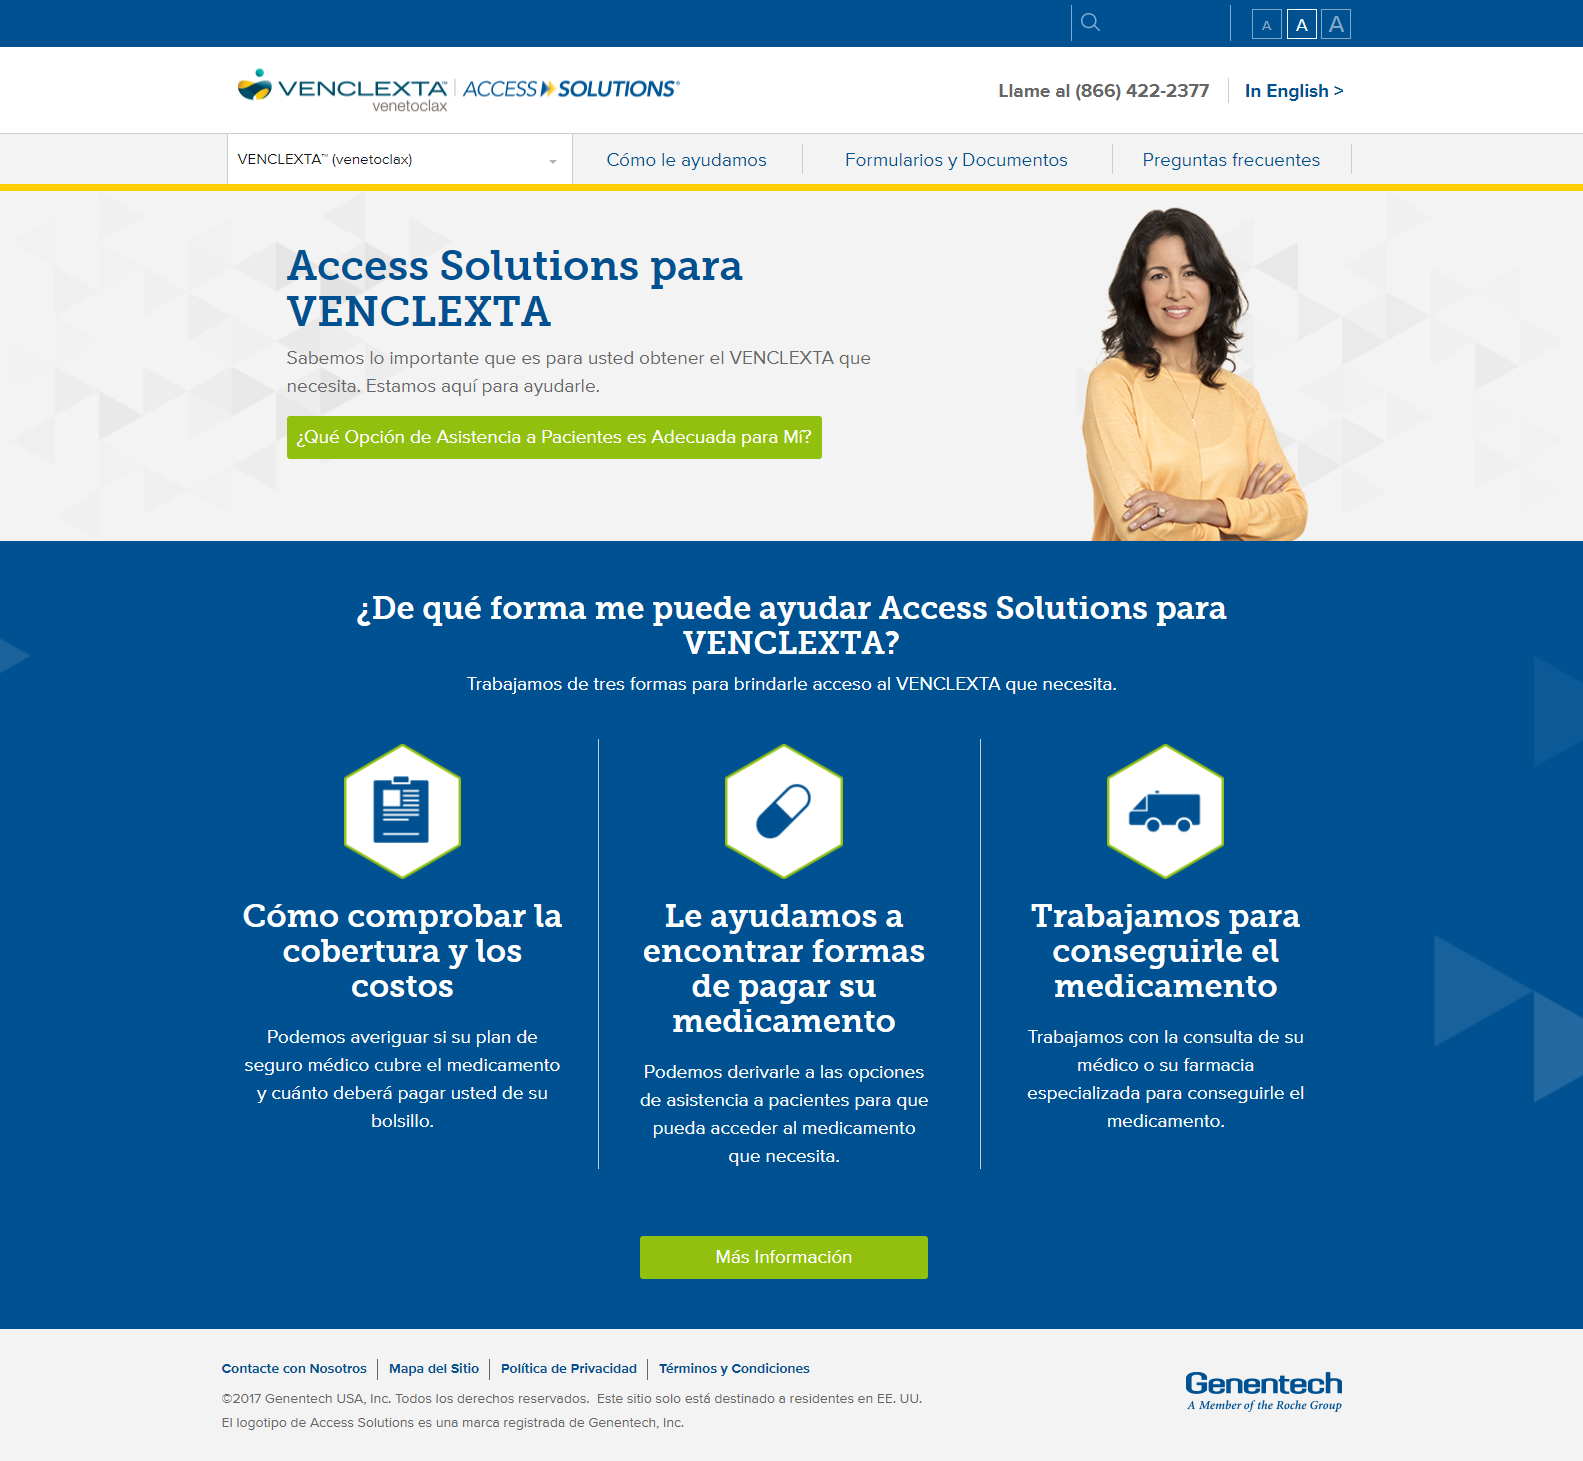 A A A
VENCLEXTA™ | ACCESS SOLUTIONS®
venetoclax
Llame al (866) 422-2377
In English >
VENCLEXTA™ (venetoclax)
Cómo le ayudamos
Formularios y Documentos
Preguntas frecuentes
Access Solutions para
VENCLEXTA
Sabemos lo importante que es para usted obtener el VENCLEXTA que
necesita. Estamos aquí para ayudarle.
¿Qué Opción de Asistencia a Pacientes es Adecuada para Mí?
¿De qué forma me puede ayudar Access Solutions para
VENCLEXTA?
Trabajamos de tres formas para brindarle acceso al VENCLEXTA que necesita.
Cómo comprobar la
cobertura y los
costos
Podemos averiguar si su plan de
seguro médico cubre el medicamento
y cuánto deberá pagar usted de su
bolsillo.
Le ayudamos a
encontrar formas
de pagar su
medicamento
Podemos derivarle a las opciones
de asistencia a pacientes para que
pueda acceder al medicamento
que necesita.
Trabajamos para
conseguirle el
medicamento
Trabajamos con la consulta de su
médico o su farmacia
especializada para conseguirle el
medicamento.
Más Información
Contacte con Nosotros | Mapa del Sitio | Política de Privacidad | Términos y Condiciones
©2017 Genentech USA, Inc. Todos los derechos reservados. Este sitio solo está destinado a residentes en EE. UU.
El logotipo de Access Solutions es una marca registrada de Genentech, Inc.
Genentech
A Member of the Roche Group